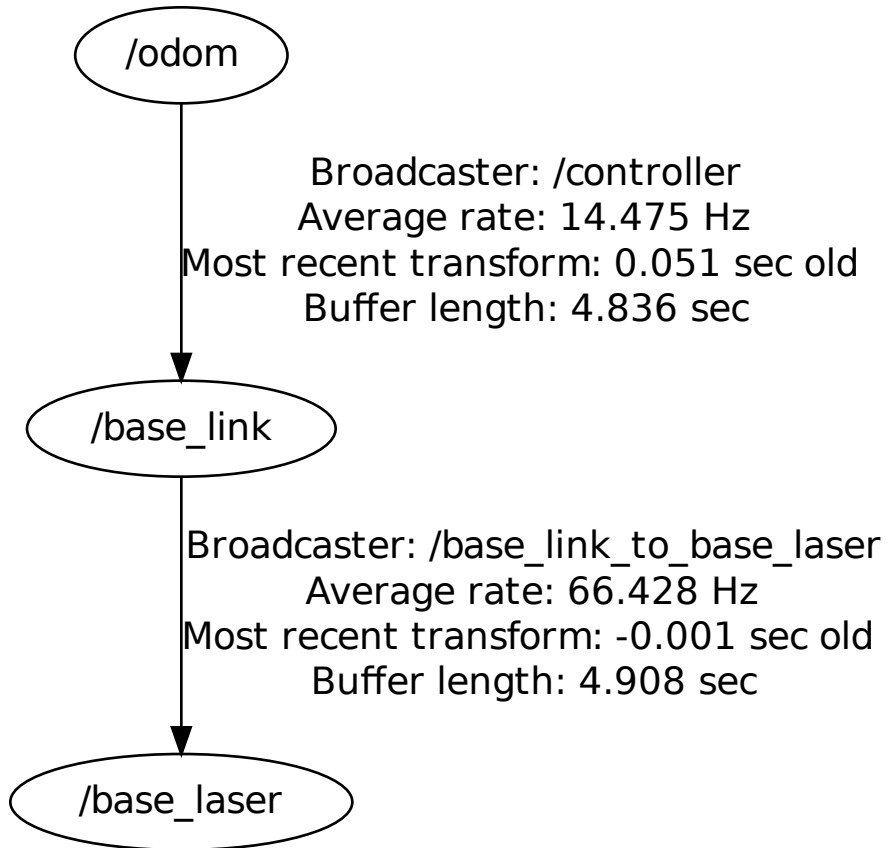 /odom
Broadcaster: /controller
Average rate: 14.475 Hz
Most recent transform: 0.051 sec old
Buffer length: 4.836 sec
/base_link
Broadcaster: /base_link_to_base_laser
Average rate: 66.428 Hz
Most recent transform: -0.001 sec old
Buffer length: 4.908 sec
/base_laser